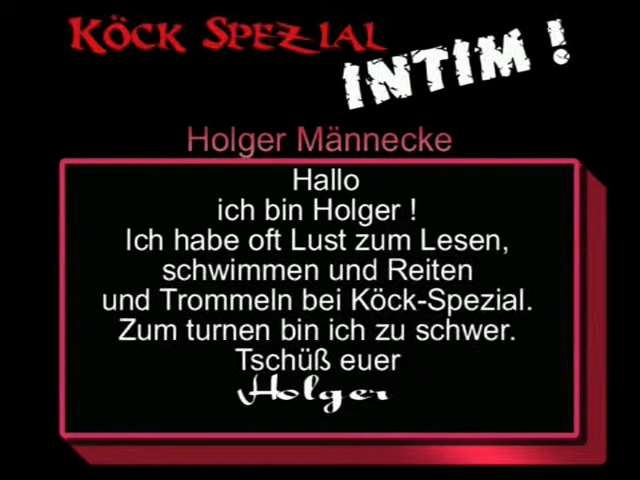 Köck Spezial
INTIM !
Holger Männecke
Hallo
ich bin Holger !
Ich habe oft Lust zum Lesen,
schwimmen und Reiten
und Trommeln bei Köck-Spezial.
Zum turnen bin ich zu schwer.
Tschüß euer
Holger